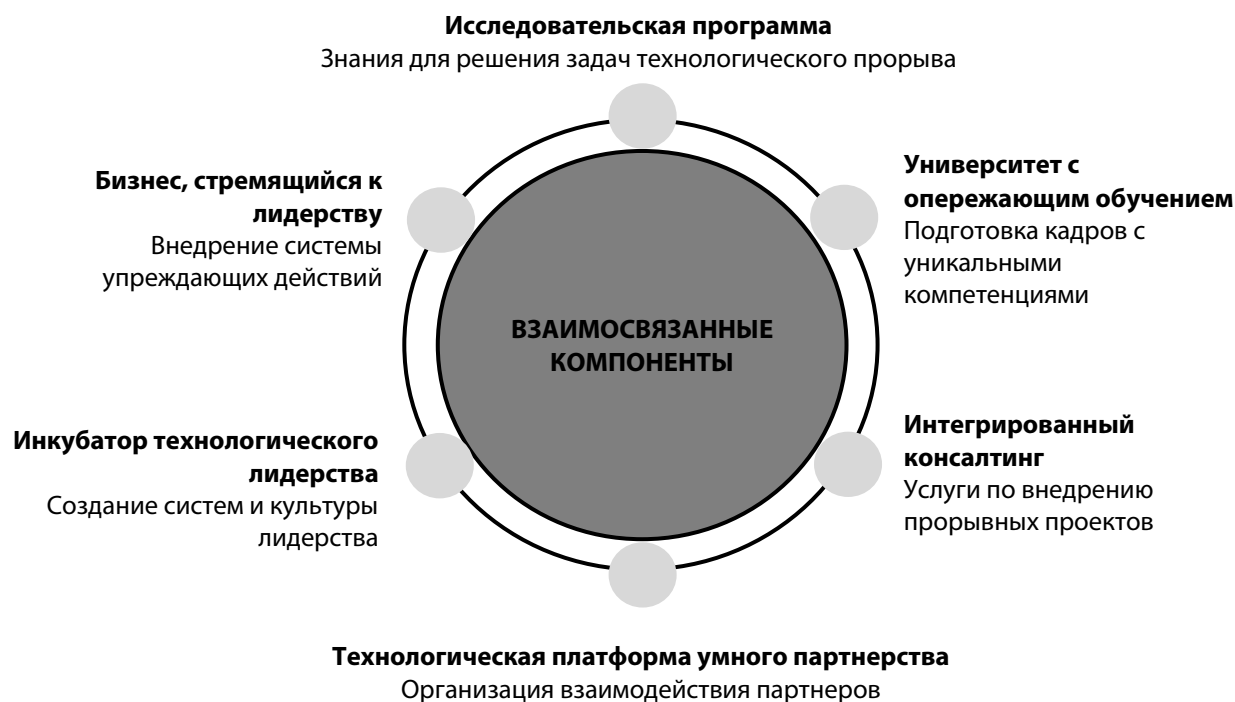 Исследовательская программа
Знания для решения задач технологического прорыва
Бизнес, стремящийся к
лидерству
Внедрение системы
упреждающих действий
Университет с
опережающим обучением
Подготовка кадров с
уникальными
компетенциями
ВЗАИМОСВЯЗАННЫЕ
КОМПОНЕНТЫ
Инкубатор технологического
лидерства
Создание систем и культуры
лидерства
Интегрированный
консалтинг
Услуги по внедрению
прорывных проектов
Технологическая платформа умного партнерства
Организация взаимодействия партнеров